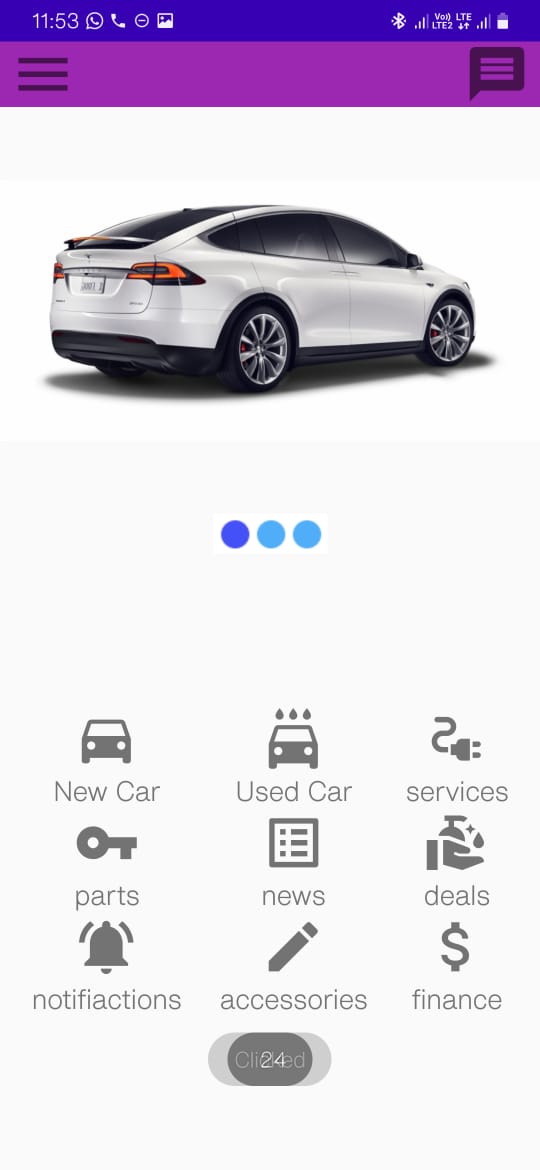 11:53 Vo)) LTE
LTE2
New Car Used Car services
parts news deals
notifiactions accessories finance
Clicked
24